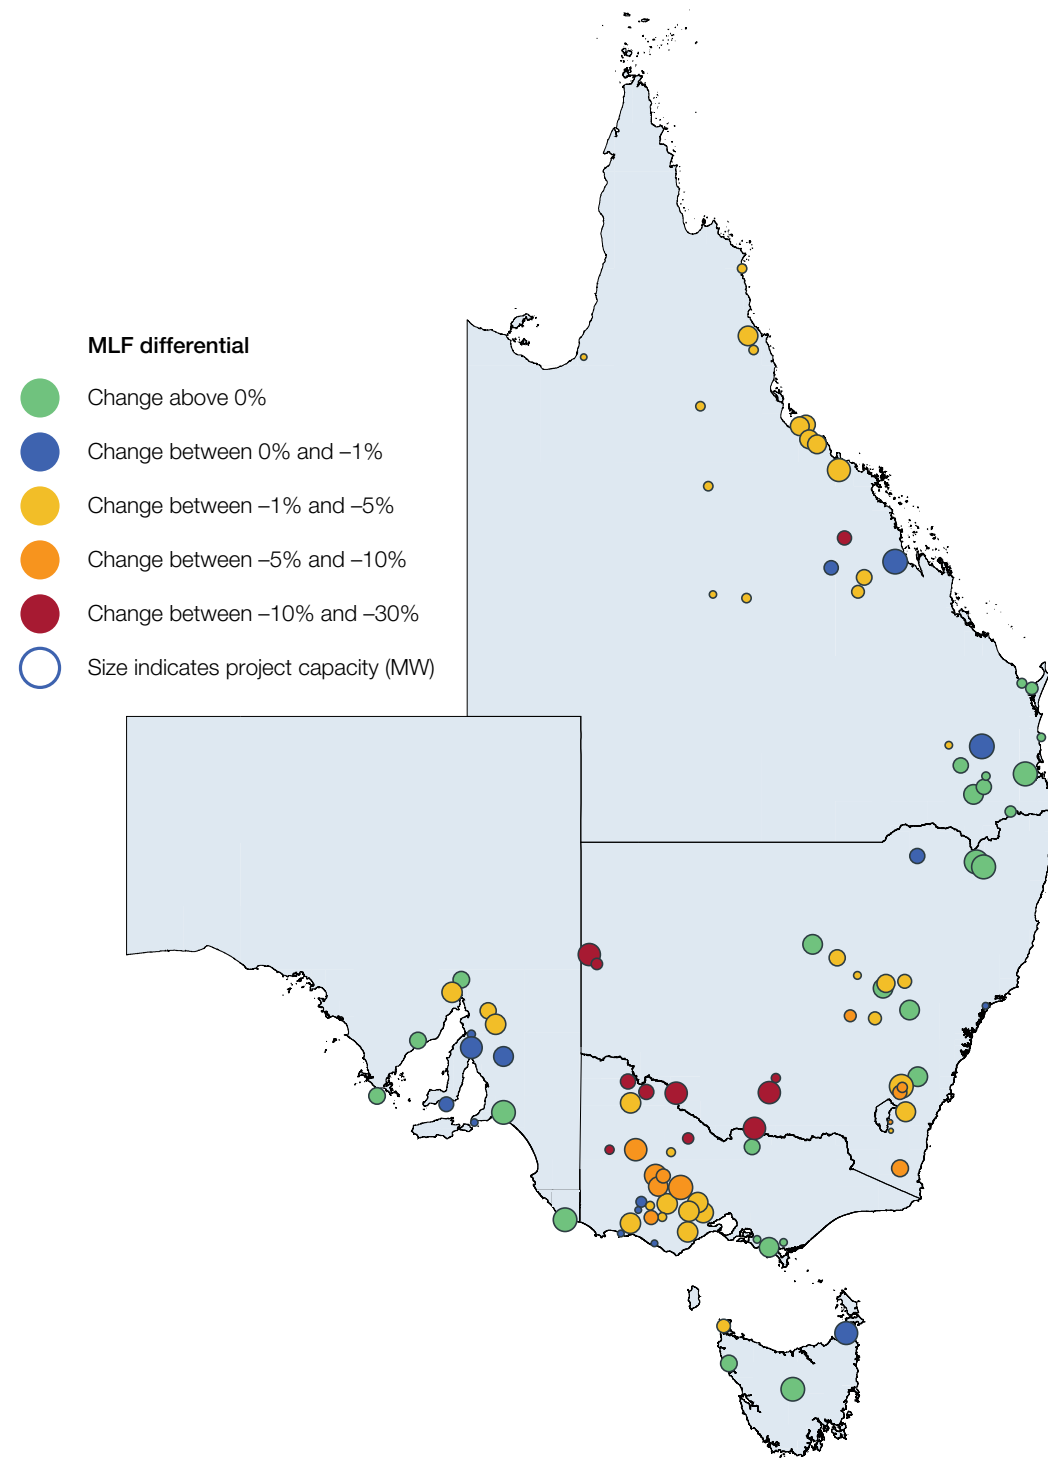 MLF differential
Change above 0%
Change between 0% and –1%
Change between –1% and –5%
Change between –5% and –10%
Change between –10% and –30%
Size indicates project capacity (MW)